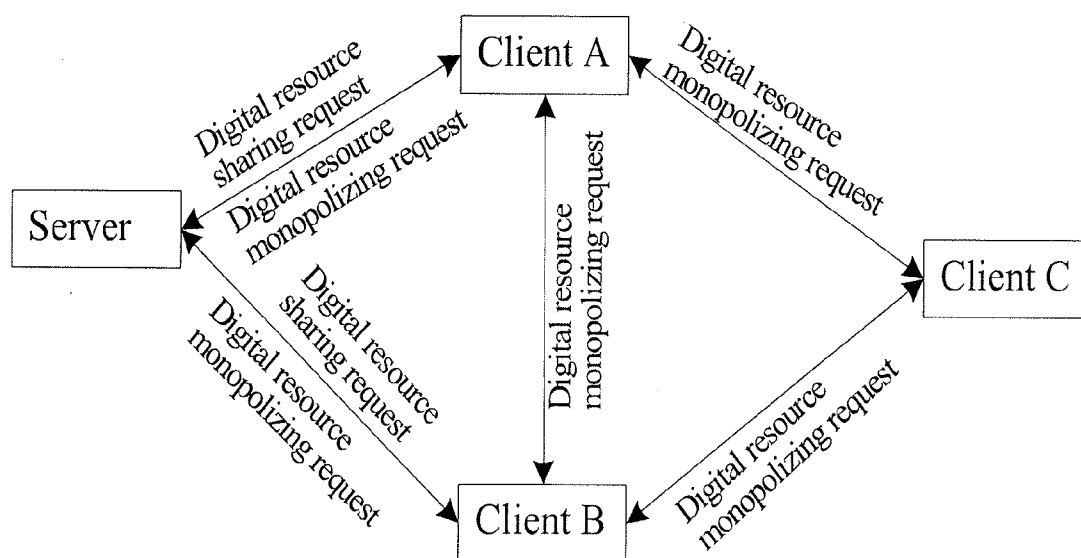 Client A
Digital resource
sharing request
Digital resource
monopolizing request
Digital resource
monopolizing request
Server
Digital resource
monopolizing request
Client C
Digital resource
sharing request
Digital resource
monopolizing request
Digital resource
monopolizing request
Client B